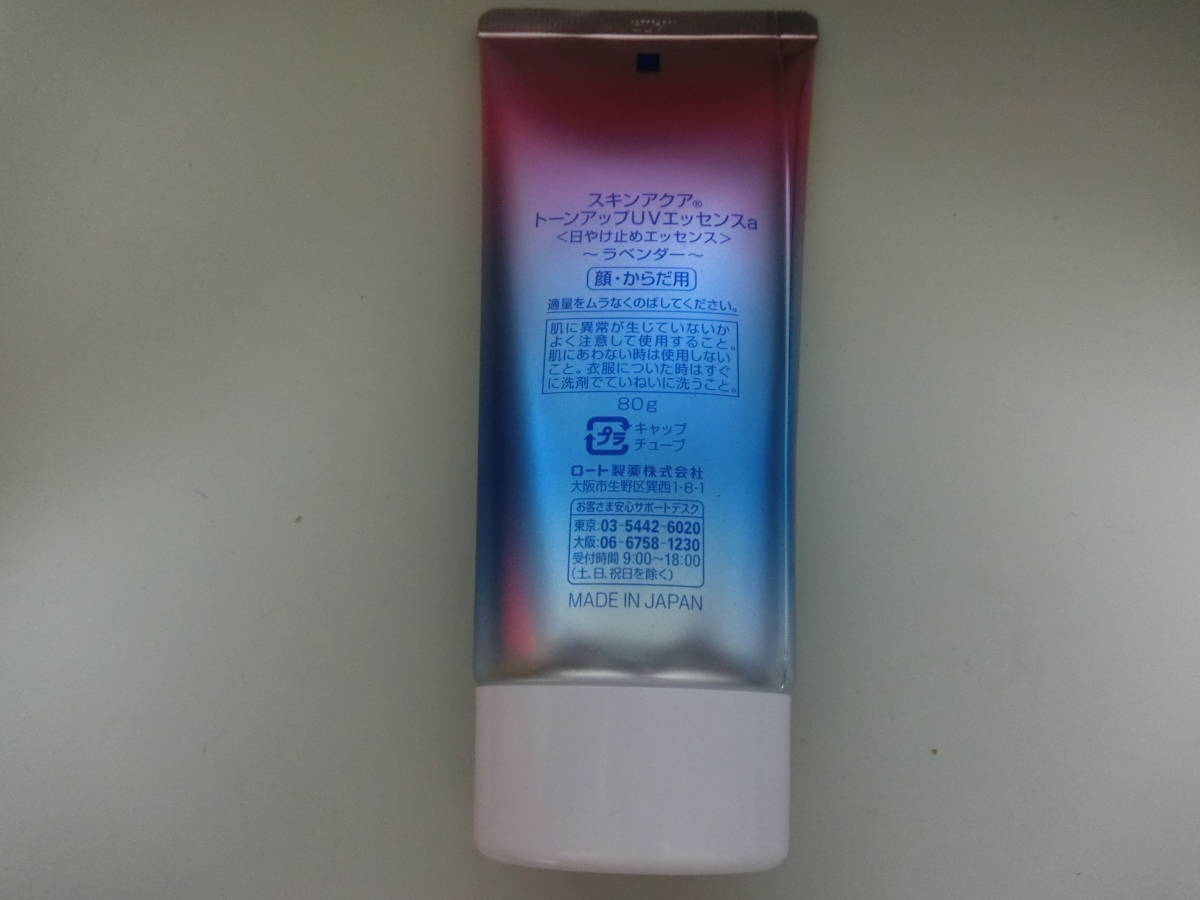 スキンアクア®
トーンアップUVエッセンスa
＜日やけ止めエッセンス＞
～ラベンダー～
顔・からだ用
適量をムラなくのばしてください。
肌に異常が生じていないか
よく注意して使用すること。
肌にあわない時は使用しない
こと。衣服についた時はすぐ
に洗剤でていねいに洗うこと。
80g
プラ
キャップ
チューブ
ロート製薬株式会社
大阪市生野区巽西1-8-1
お客さま安心サポートデスク
東京:03-5442-6020
大阪:06-6758-1230
受付時間 9:00～18:00
(土、日、祝日を除く)
MADE IN JAPAN